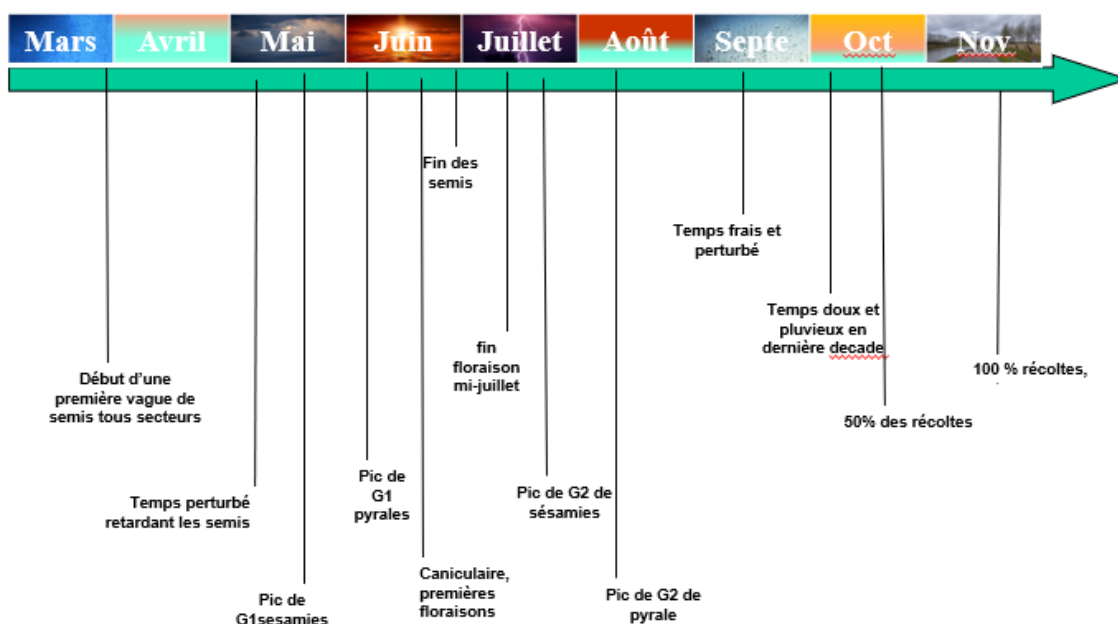 Mars Avril Mai Juin Juillet Août Septe Oct Nov
Fin des
semis
Temps frais et
perturbé
Temps doux et
pluvieux en
dernière decade
fin
floraison
mi-juillet
100 % récoltes,
Début d'une
première vague de
semis tous secteurs
50% des récoltes
Pic de
G1
pyrales
Pic de G2 de
sésamies
Temps perturbé
retardant les semis
Caniculaire,
premières
floraisons
Pic de
G1sesamies
Pic de G2 de
pyrale